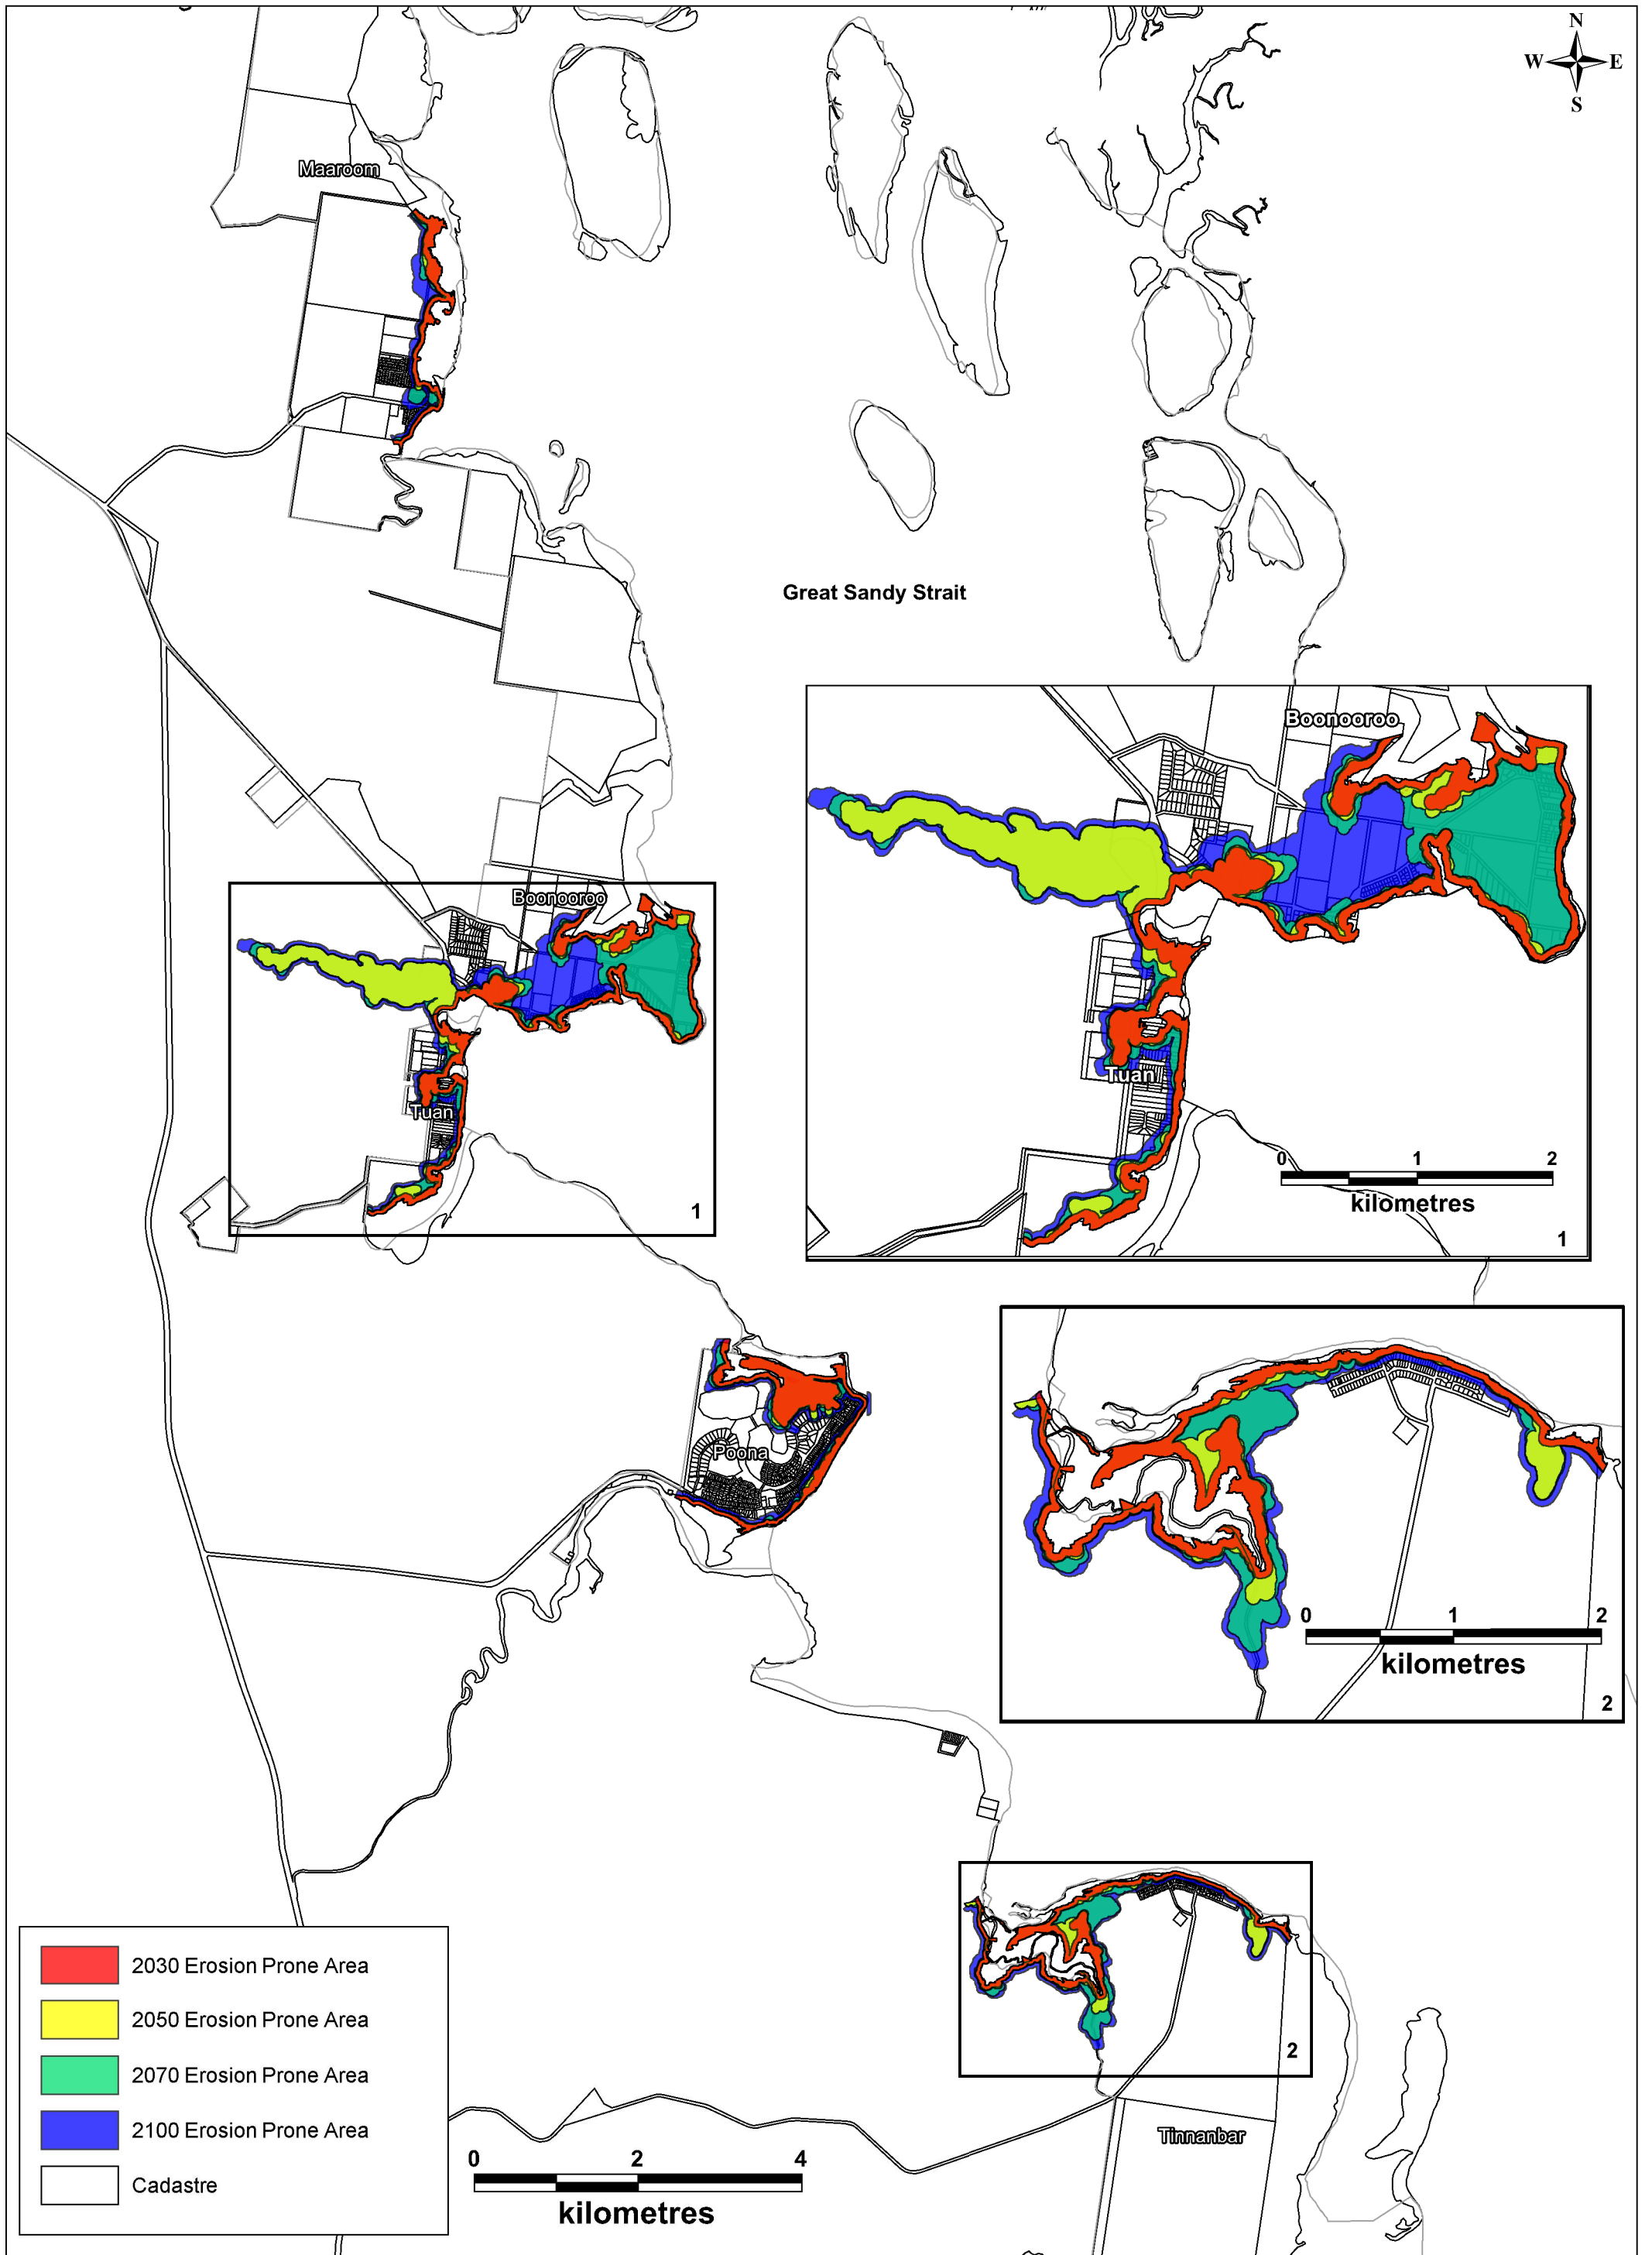 N
W E
S
Maaroom
Great Sandy Strait
Boonooroo
Tuan
0 1 2
kilometres
1
Boonooroo
Tuan
1
Poona
0 1 2
kilometres
2
2
Tinnanbar
2030 Erosion Prone Area
2050 Erosion Prone Area
2070 Erosion Prone Area
2100 Erosion Prone Area
Cadastre
0 2 4
kilometres